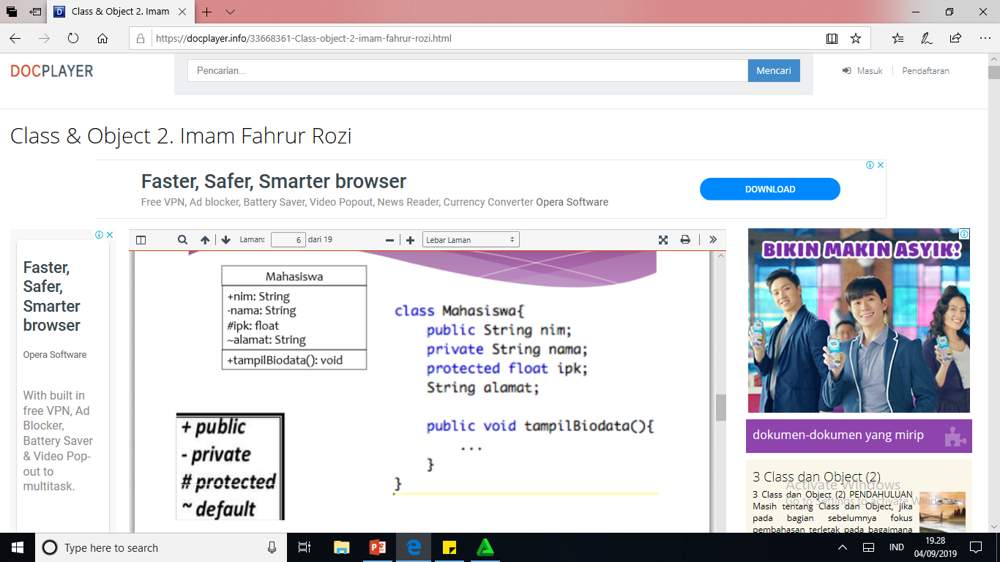 Class & Object 2. Imam
https://docplayer.info/33668361-Class-object-2-imam-fahrur-rozi.html
DOCPLAYER
Pencarian...
Mencari
Masuk
Pendaftaran
Class & Object 2. Imam Fahrur Rozi
Faster, Safer, Smarter browser
Free VPN, Ad blocker, Battery Saver, Video Popout, News Reader, Currency Converter Opera Software
DOWNLOAD
Faster,
Safer,
Smarter
browser
Opera Software
With built in
free VPN, Ad
Blocker,
Battery Saver
& Video Pop-
out to
multitask.
Laman: 6 dari 19
Lebar Laman
Mahasiswa
+nim: String
-nama: String
#ipk: float
~alamat: String
+tampilBiodata(): void
+ public
- private
# protected
~ default
class Mahasiswa{
public String nim;
private String nama;
protected float ipk;
String alamat;
public void tampilBiodata(){
...
}
}
BIKIN MAKIN ASYIK!
dokumen-dokumen yang mirip
3 Class dan Object (2)
3 Class dan Object (2) PENDAHULUAN
Masih tentang Class dan Object, jika
pada bagian sebelumnya fokus
pembahasan terletak pada bagaimana
Activate Windows
Go to Settings to activate Windows.
Type here to search
IND
19.28
04/09/2019